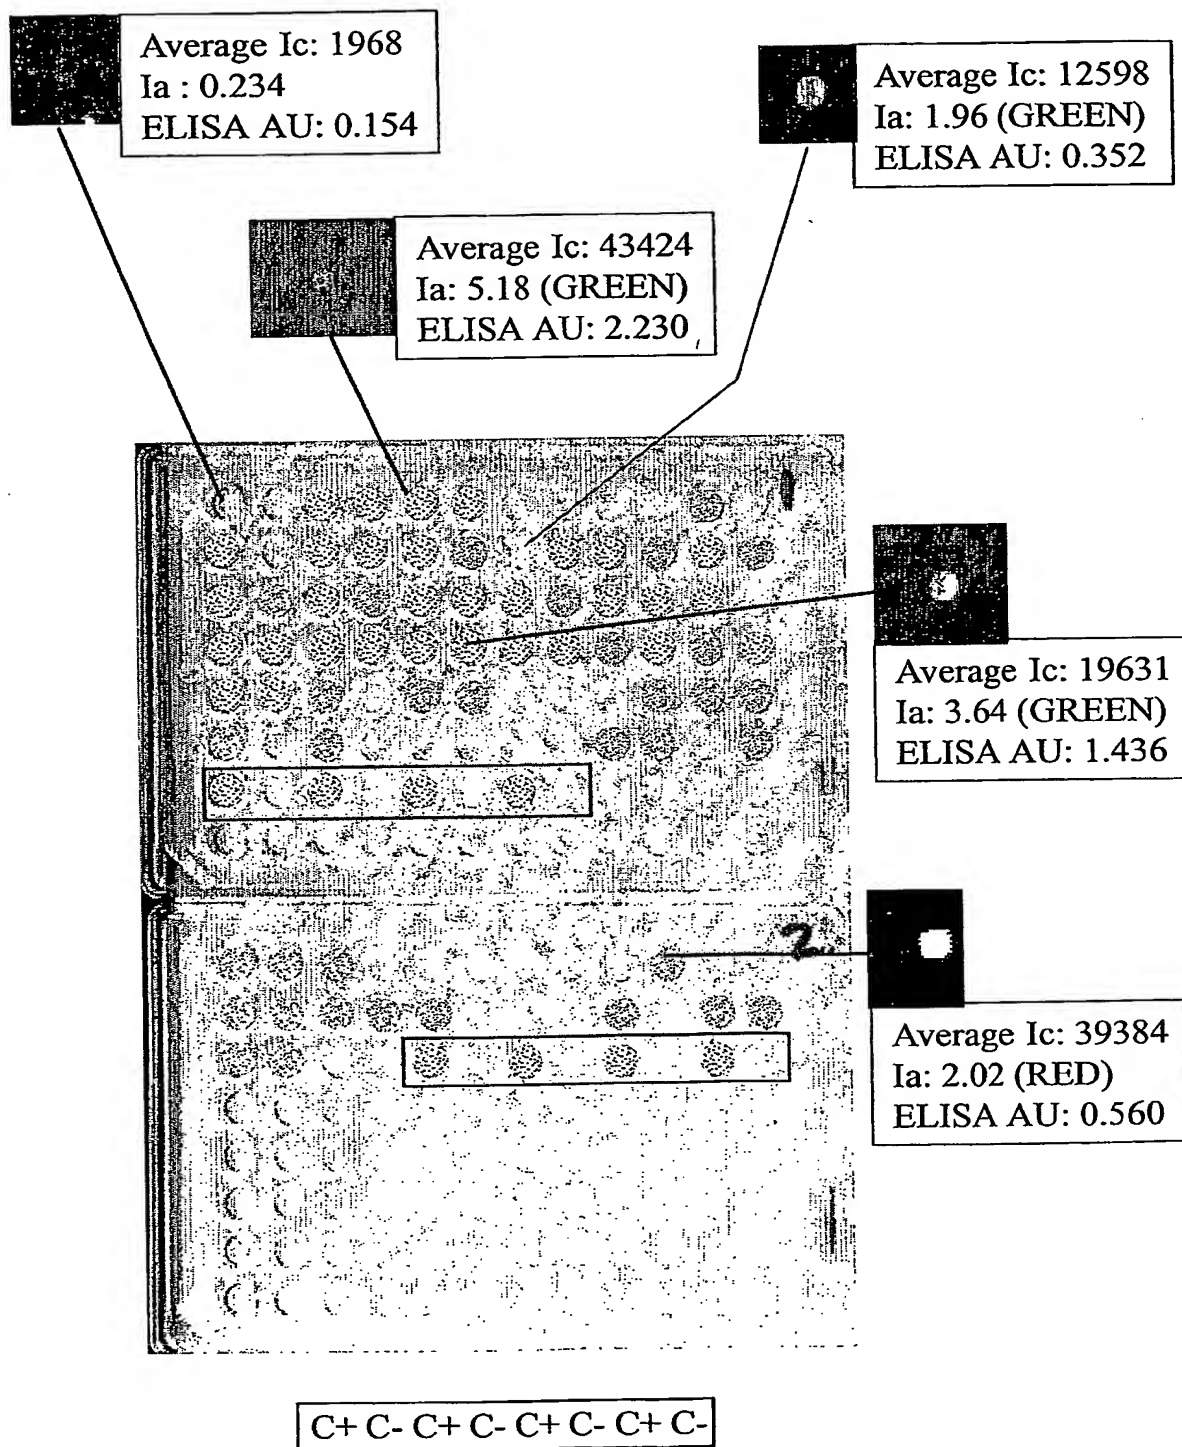 Average Ic: 1968
Ia : 0.234
ELISA AU: 0.154
Average Ic: 12598
Ia: 1.96 (GREEN)
ELISA AU: 0.352
Average Ic: 43424
Ia: 5.18 (GREEN)
ELISA AU: 2.230
Average Ic: 19631
Ia: 3.64 (GREEN)
ELISA AU: 1.436
Average Ic: 39384
Ia: 2.02 (RED)
ELISA AU: 0.560
C+ C- C+ C- C+ C- C+ C-